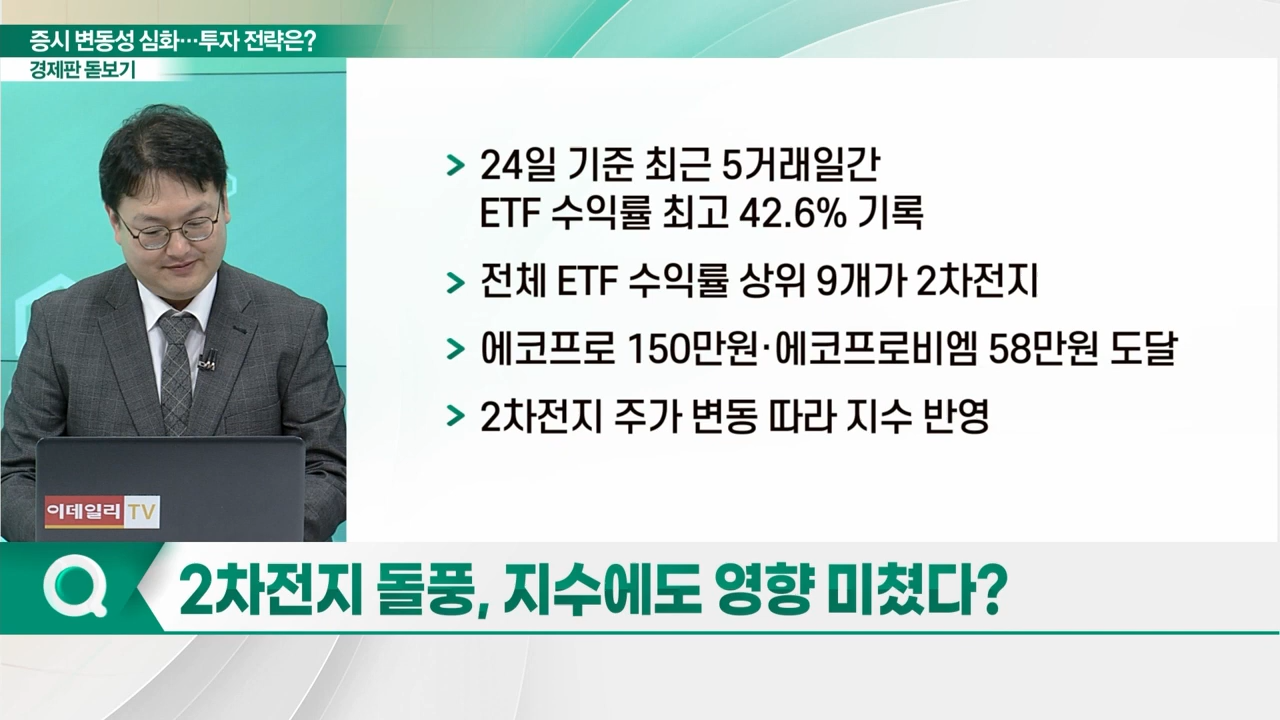 증시 변동성 심화…투자 전략은?
경제판 돋보기
> 24일 기준 최근 5거래일간
ETF 수익률 최고 42.6% 기록
> 전체 ETF 수익률 상위 9개가 2차전지
> 에코프로 150만원·에코프로비엠 58만원 도달
> 2차전지 주가 변동 따라 지수 반영
이데일리TV
2차전지 돌풍, 지수에도 영향 미쳤다?